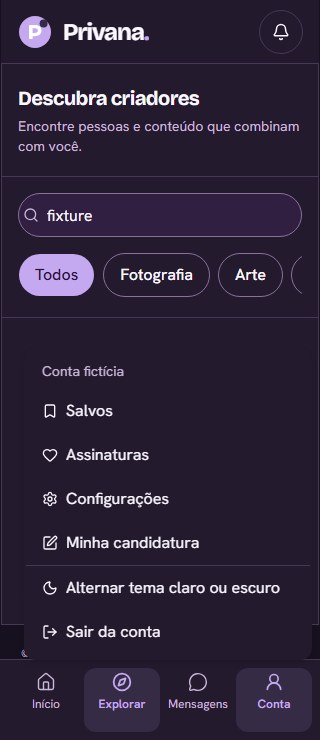 P Privana.
Descubra criadores
Encontre pessoas e conteúdo que combinam
com você.
fixture
Todos Fotografia Arte
Conta fictícia
Salvos
Assinaturas
Configurações
Minha candidatura
Alternar tema claro ou escuro
Sair da conta
Início Explorar Mensagens Conta